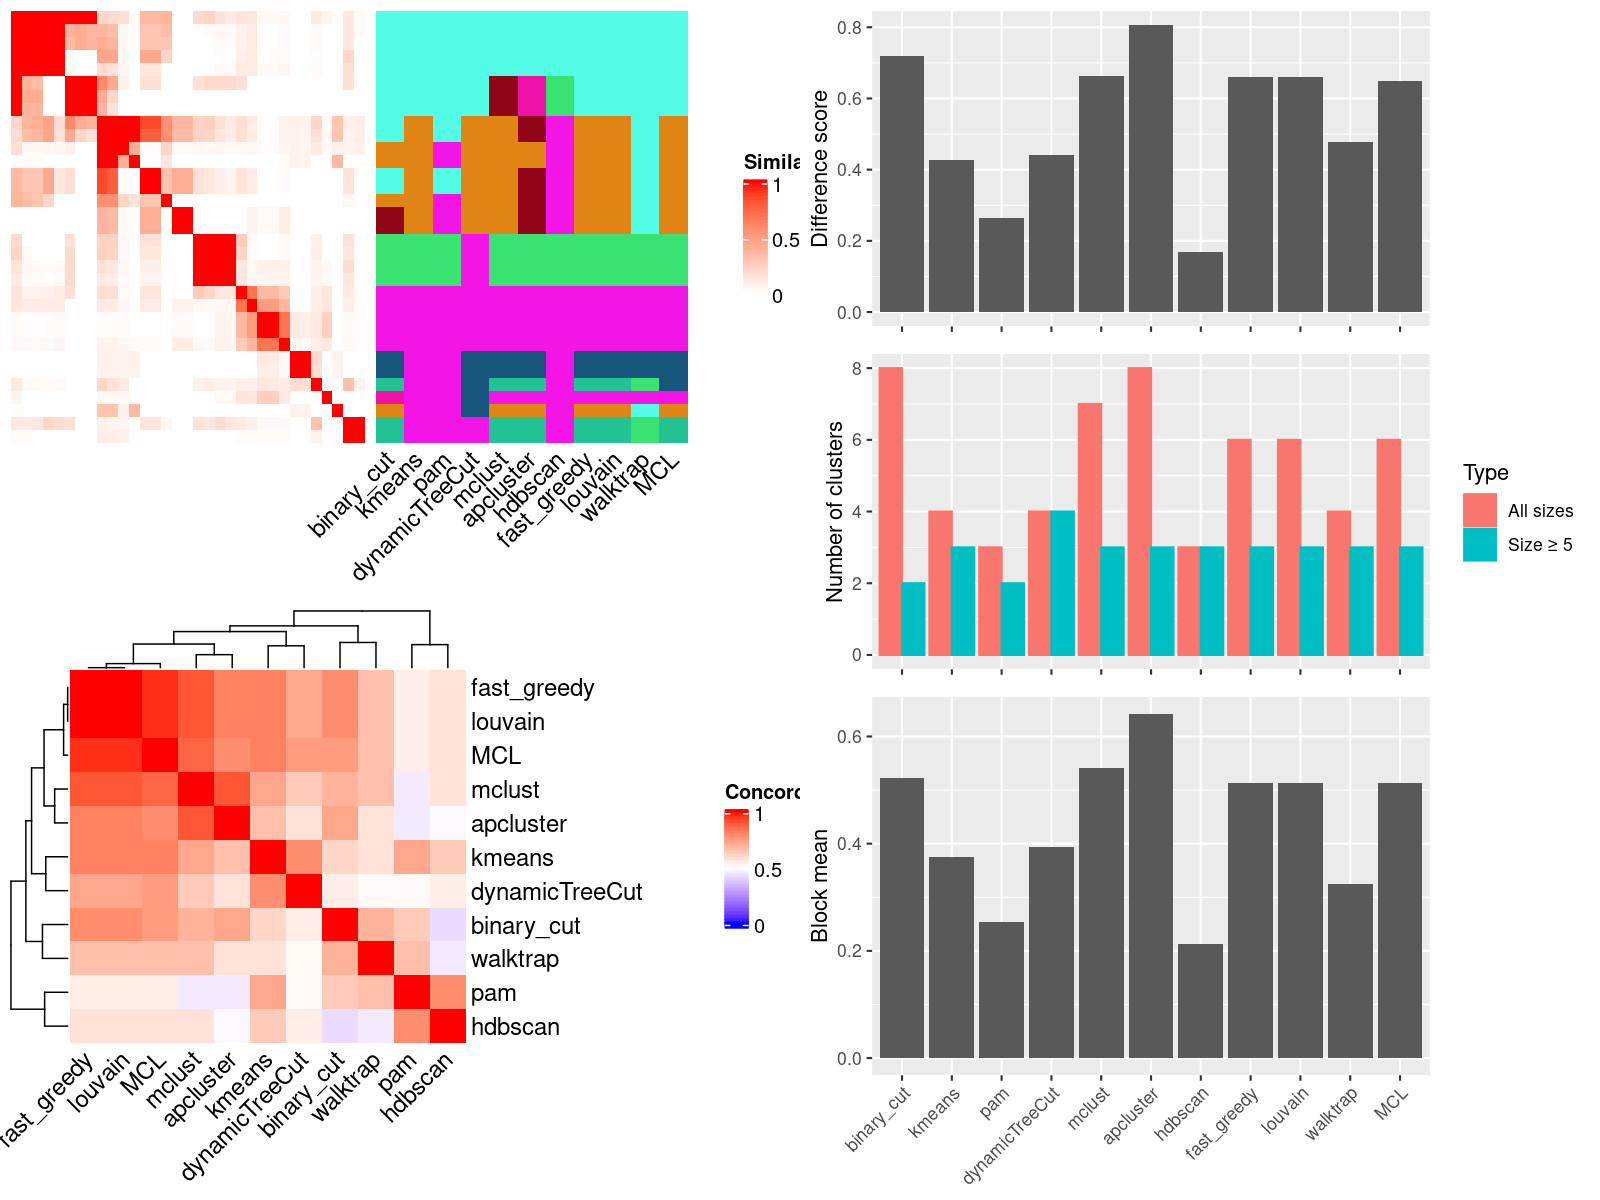 Simila
1
0.5
0
binary_cut
kmeans
pam
dynamicTreeCut
mclust
apcluster
hdbscan
fast_greedy
louvain
walktrap
MCL
Difference score
0.8
0.6
0.4
0.2
0.0
Number of clusters
8
6
4
2
0
Type
All sizes
Size ≥ 5
fast_greedy
louvain
MCL
mclust
apcluster
kmeans
dynamicTreeCut
binary_cut
walktrap
pam
hdbscan
fast_greedy
louvain
MCL
mclust
apcluster
kmeans
dynamicTreeCut
binary_cut
walktrap
pam
hdbscan
Concord
1
0.5
0
Block mean
0.6
0.4
0.2
0.0
binary_cut
kmeans
pam
dynamicTreeCut
mclust
apcluster
hdbscan
fast_greedy
louvain
walktrap
MCL